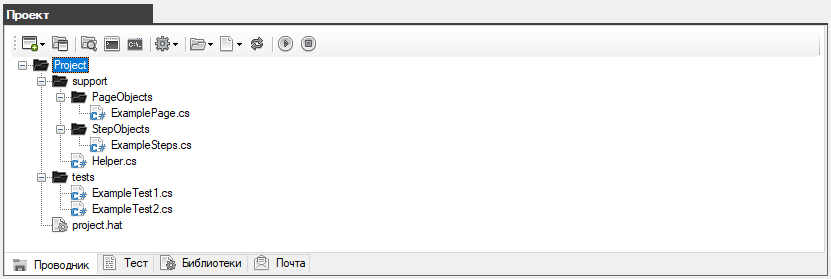 Проект
Project
support
PageObjects
ExamplePage.cs
StepObjects
ExampleSteps.cs
Helper.cs
tests
ExampleTest1.cs
ExampleTest2.cs
project.hat
Проводник Тест Библиотеки Почта